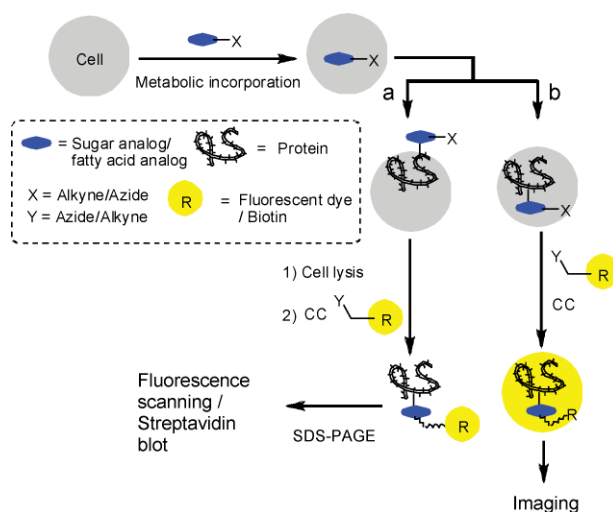 Cell
X
Metabolic incorporation
X
a
b
= Sugar analog/
fatty acid analog
= Protein
X = Alkyne/Azide
Y = Azide/Alkyne
R
= Fluorescent dye
/ Biotin
X
X
1) Cell lysis
2) CC
Y
R
Y
R
CC
Fluorescence
scanning /
Streptavidin
blot
SDS-PAGE
R
R
Imaging